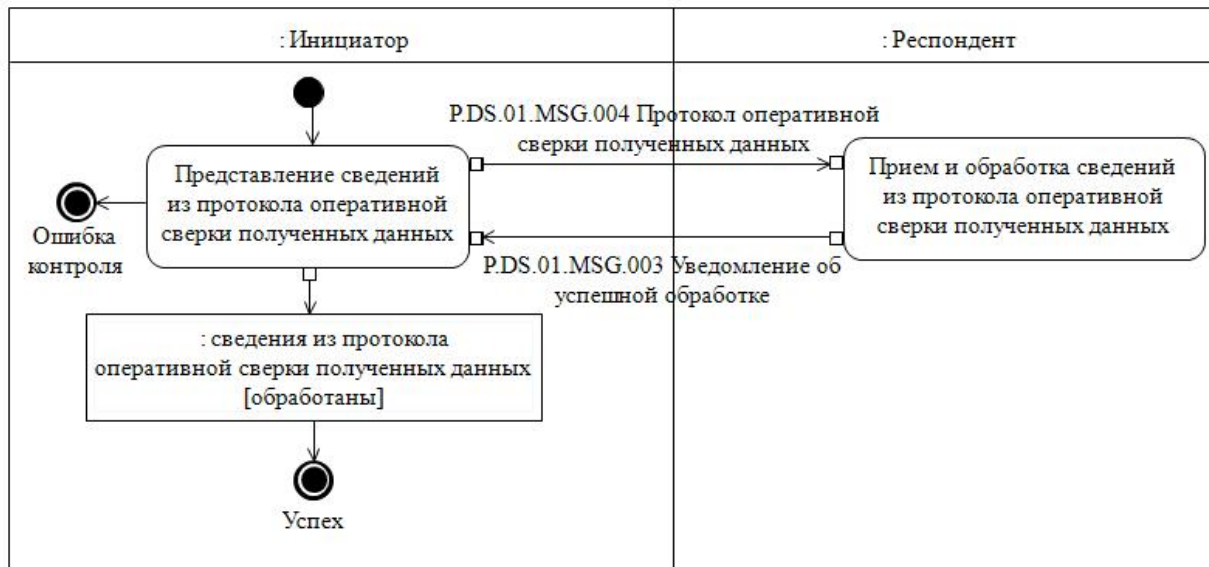 : Инициатор
: Респондент
P.DS.01.MSG.004 Протокол оперативной
сверки полученных данных
Представление сведений
из протокола оперативной
сверки полученных данных
Прием и обработка сведений
из протокола оперативной
сверки полученных данных
Ошибка
контроля
P.DS.01.MSG.003 Уведомление об
успешной обработке
: сведения из протокола
оперативной сверки полученных данных
[обработаны]
Успех